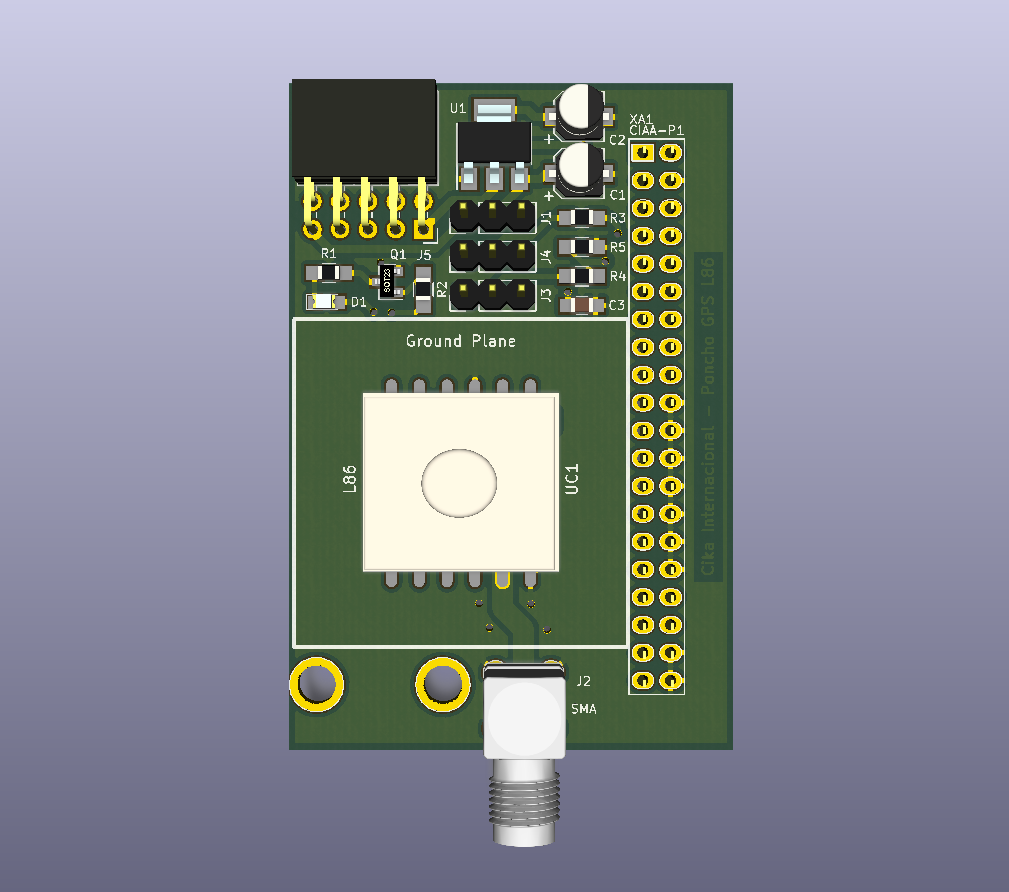 U1
C2
XA1
CIAA-P1
+
C1
+
J1
R3
R5
J4
R1
Q1
J5
SOT23
R2
R4
J3
C3
D1
Ground Plane
L86
UC1
Cika Internacional - Poncho GPS L86
J2
SMA